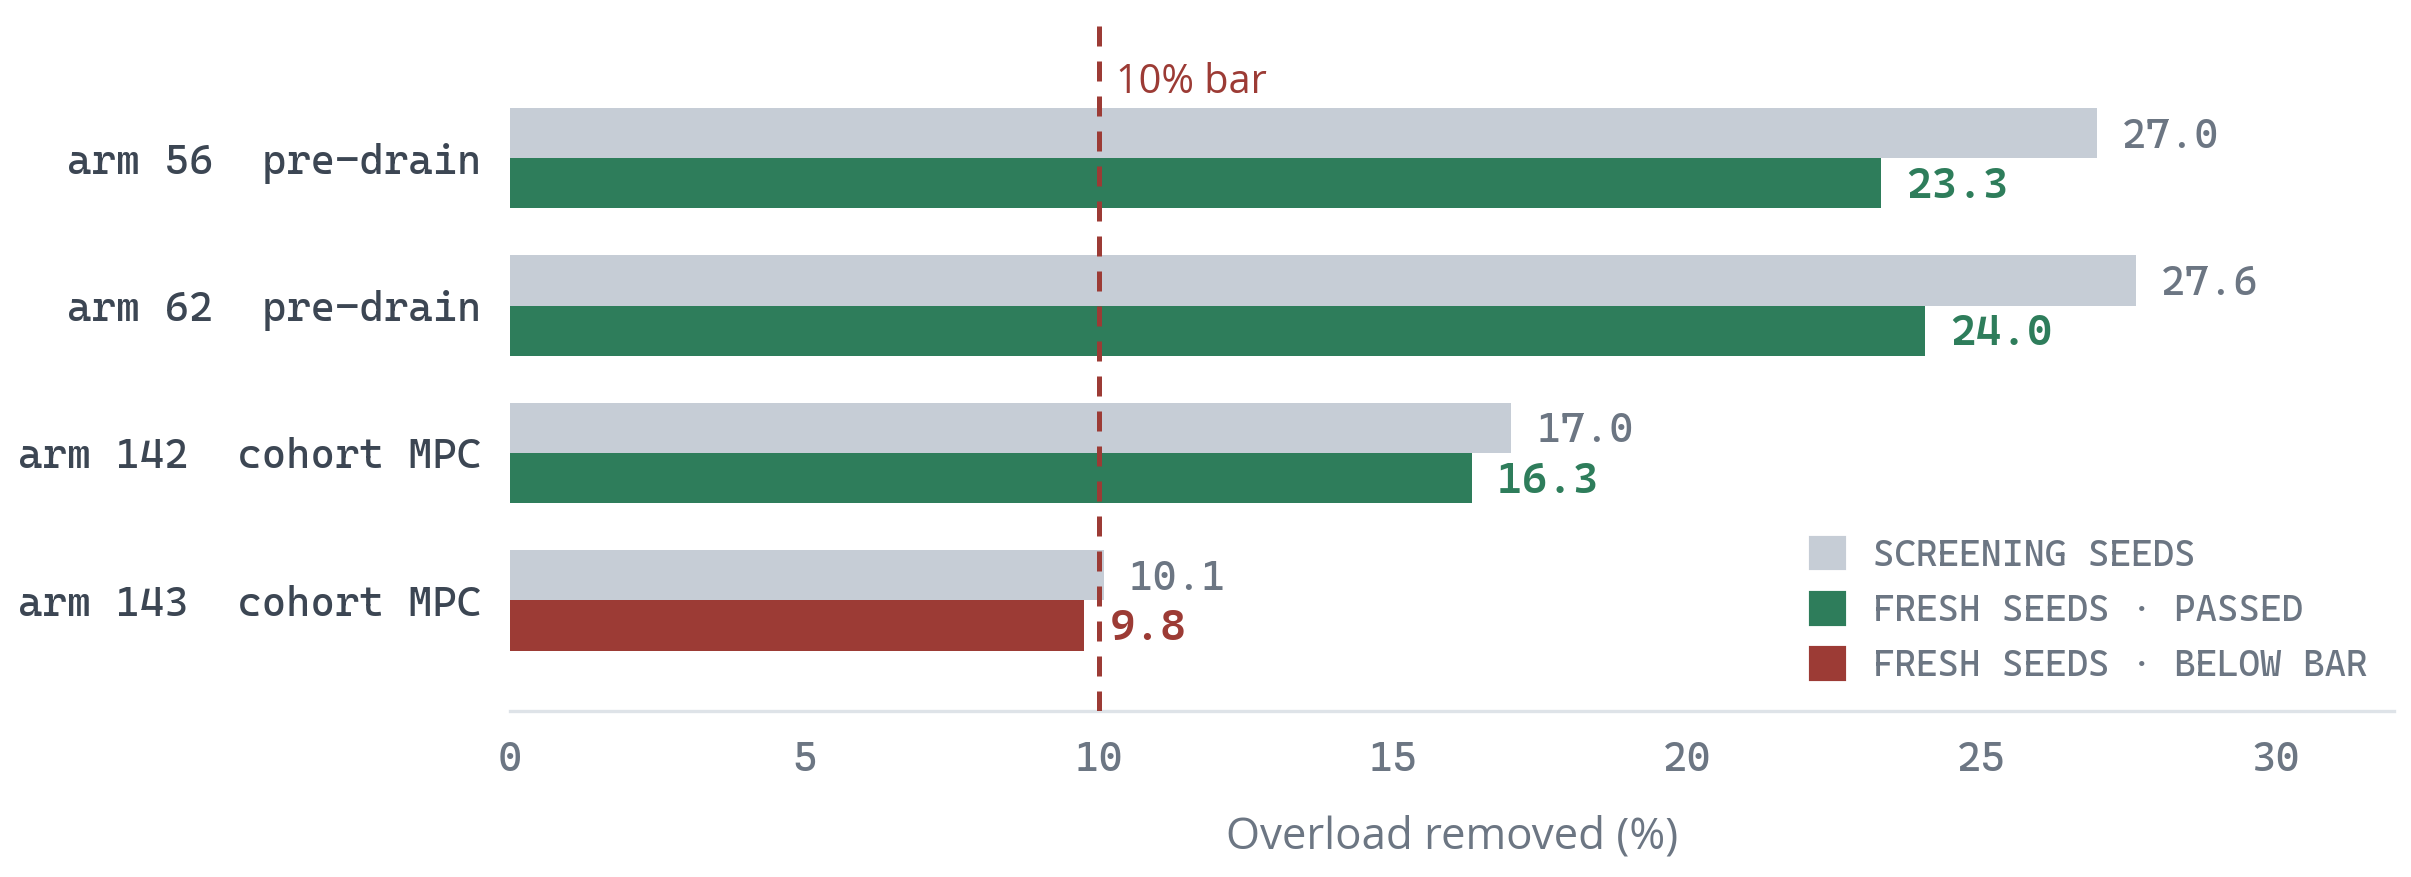 10% bar
arm 56  pre-drain
27.0
23.3
arm 62  pre-drain
27.6
24.0
arm 142  cohort MPC
17.0
16.3
arm 143  cohort MPC
10.1
9.8
SCREENING SEEDS
FRESH SEEDS · PASSED
FRESH SEEDS · BELOW BAR
0 5 10 15 20 25 30
Overload removed (%)